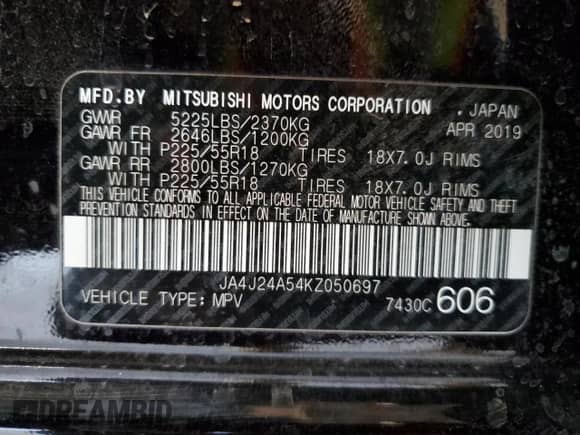 MFD.BY MITSUBISHI MOTORS CORPORATION . JAPAN
GVWR 5225LBS/2370KG APR 2019
GAWR FR 2646LBS/1200KG
WITH P225/55R18 TIRES 18X7.0J RIMS
GAWR RR 2800LBS/1270KG
WITH P225/55R18 TIRES 18X7.0J RIMS
THIS VEHICLE CONFORMS TO ALL APPLICABLE FEDERAL MOTOR VEHICLE SAFETY AND THEFT
PREVENTION STANDARDS IN EFFECT ON THE DATE OF MANUFACTURE SHOWN ABOVE.
JA4J24A54KZ050697
VEHICLE TYPE: MPV 7430C 606
DREAMBID